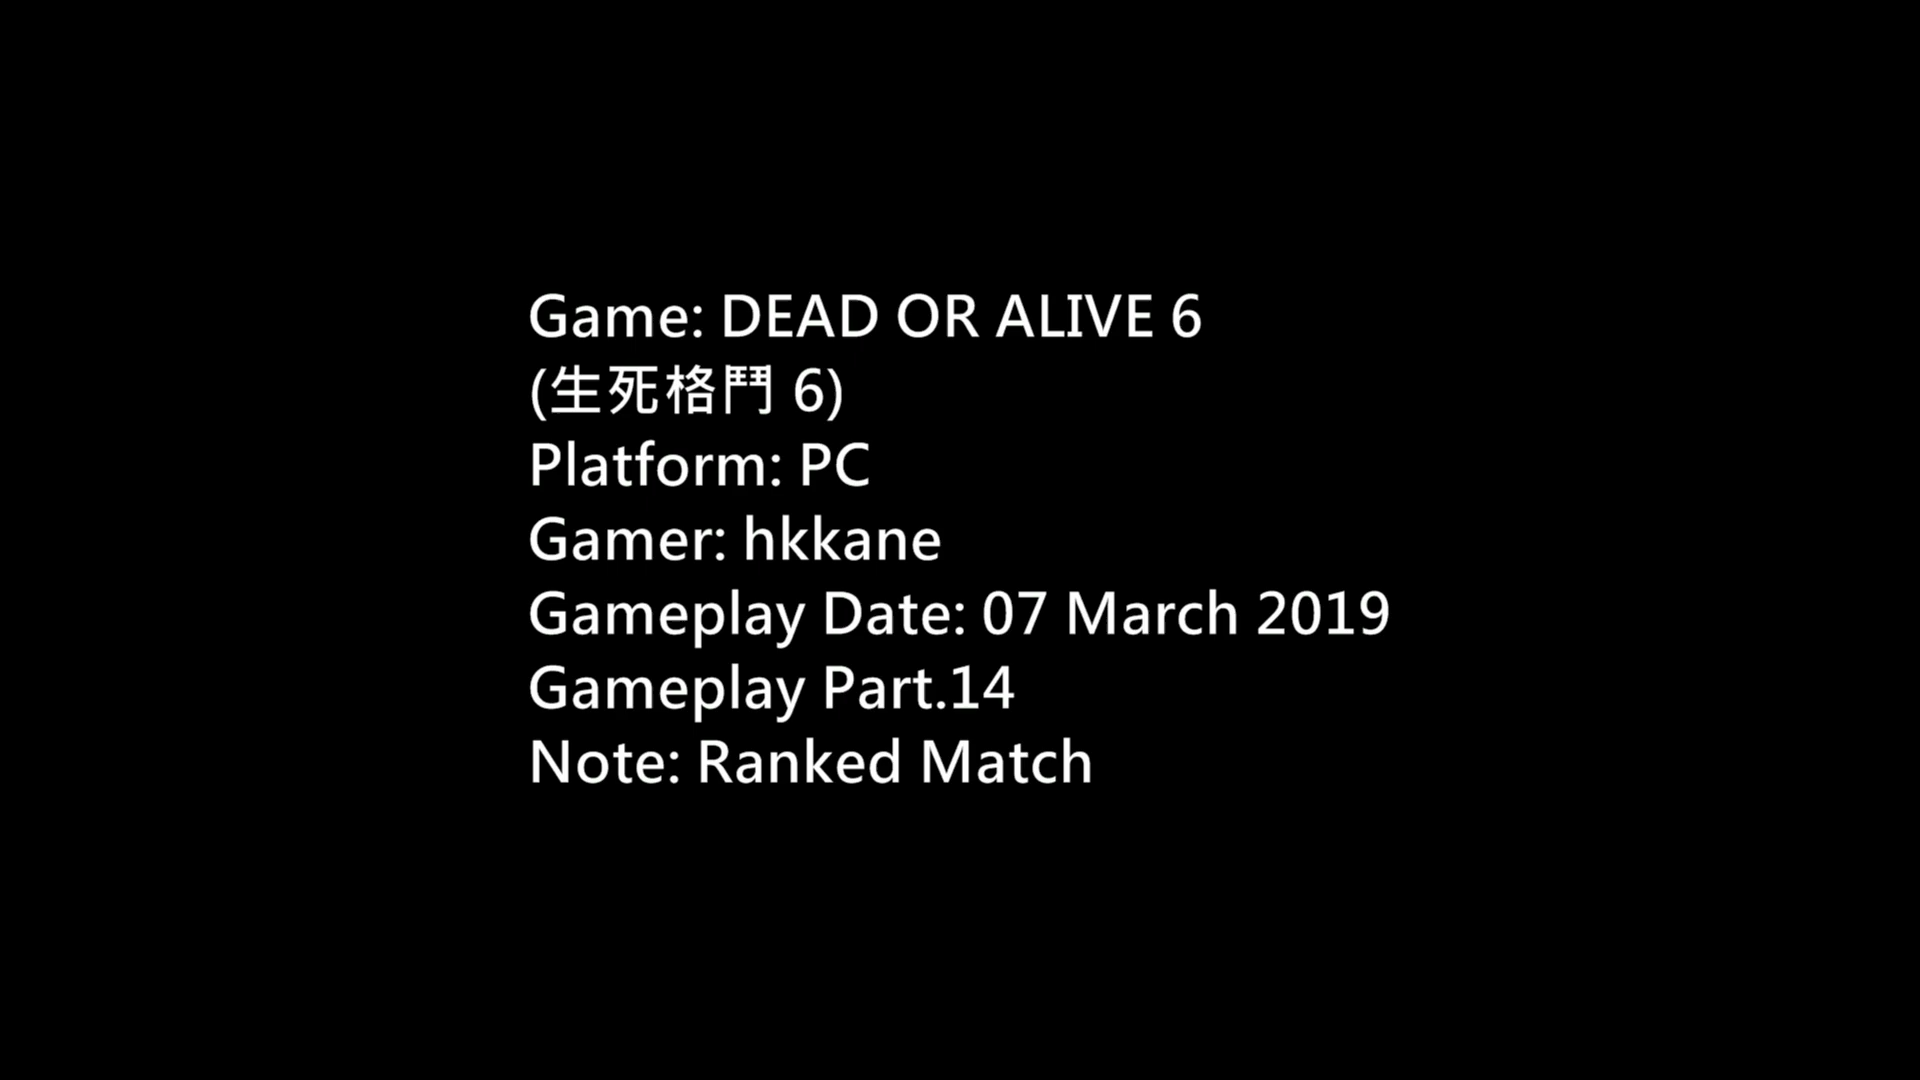 Game: DEAD OR ALIVE 6
(生死格鬥 6)
Platform: PC
Gamer: hkkane
Gameplay Date: 07 March 2019
Gameplay Part.14
Note: Ranked Match